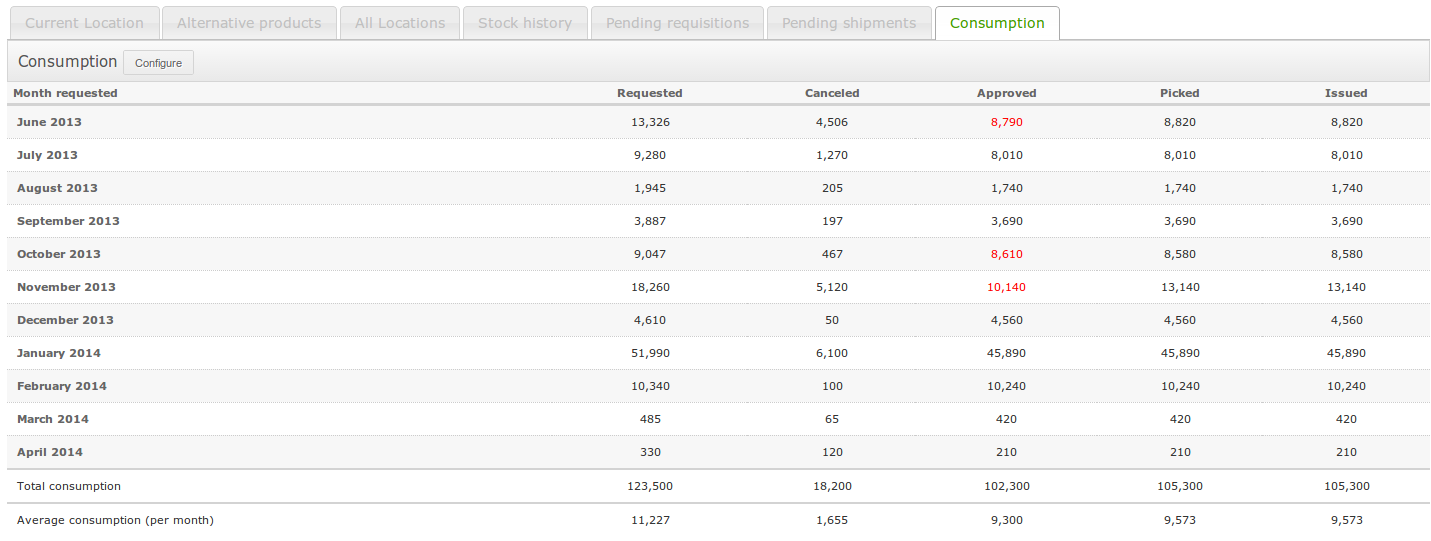 Current Location Alternative products All Locations Stock history Pending requisitions Pending shipments Consumption
Consumption Configure
Month requested Requested Canceled Approved Picked Issued
June 2013 13,326 4,506 8,790 8,820 8,820
July 2013 9,280 1,270 8,010 8,010 8,010
August 2013 1,945 205 1,740 1,740 1,740
September 2013 3,887 197 3,690 3,690 3,690
October 2013 9,047 467 8,610 8,580 8,580
November 2013 18,260 5,120 10,140 13,140 13,140
December 2013 4,610 50 4,560 4,560 4,560
January 2014 51,990 6,100 45,890 45,890 45,890
February 2014 10,340 100 10,240 10,240 10,240
March 2014 485 65 420 420 420
April 2014 330 120 210 210 210
Total consumption 123,500 18,200 102,300 105,300 105,300
Average consumption (per month) 11,227 1,655 9,300 9,573 9,573